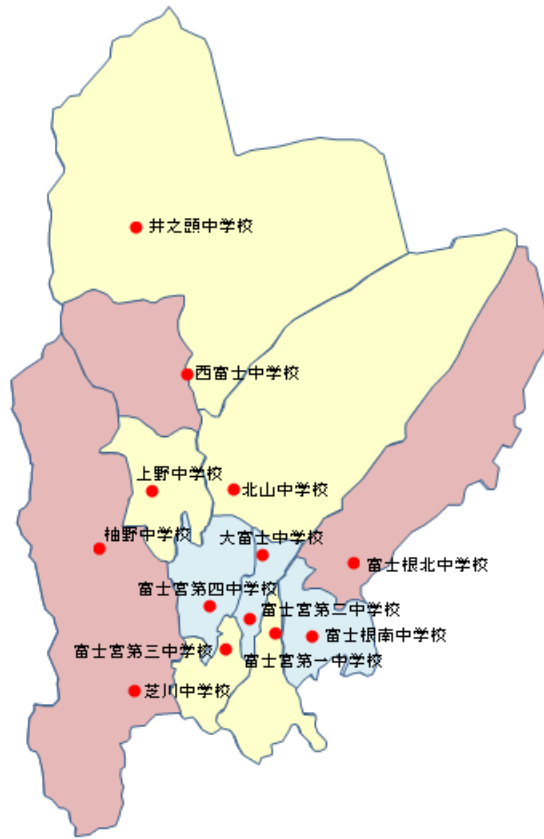 井之頭中学校
西富士中学校
上野中学校
北山中学校
柚野中学校
大富士中学校
富士根北中学校
富士宮第四中学校
富士宮第二中学校
富士根南中学校
富士宮第三中学校
富士宮第一中学校
芝川中学校